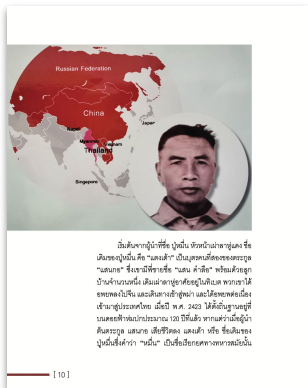 Russian Federation
China
Japan
Nepal
Myanmar
Vietnam
Thailand
Singapore
เริ่มต้นจากผู้นำที่ชื่อ ปู่หมื่น หัวหน้าเผ่าลาหู่แดง ชื่อ
เดิมของปู่หมื่น คือ "แดงเต้า" เป็นบุตรคนที่สองของตระกูล
"แสนกอ" ซึ่งเขามีพี่ชายชื่อ "แสน คำลือ" พร้อมด้วยลูก
บ้านจำนวนหนึ่ง เดิมเผ่าลาหู่อาศัยอยู่ในทิเบต พวกเขาได้
อพยพลงไปจีน และเดินทางเข้าสู่พม่า และได้อพยพต่อเนื่อง
เข้ามาสู่ประเทศไทย เมื่อปี พ.ศ. 2423 ได้ตั้งถิ่นฐานอยู่ที่
บนดอยฟ้าห่มปกประมาณ 120 ปีที่แล้ว หากแต่ว่าเมื่อผู้นำ
ต้นตระกูล แสนกอ เสียชีวิตลง แดงเต้า หรือ ชื่อเดิมของ
ปู่หมื่นซึ่งคำว่า "หมื่น" เป็นชื่อเรียกยศทางทหารสมัยนั้น
[ 10 ]